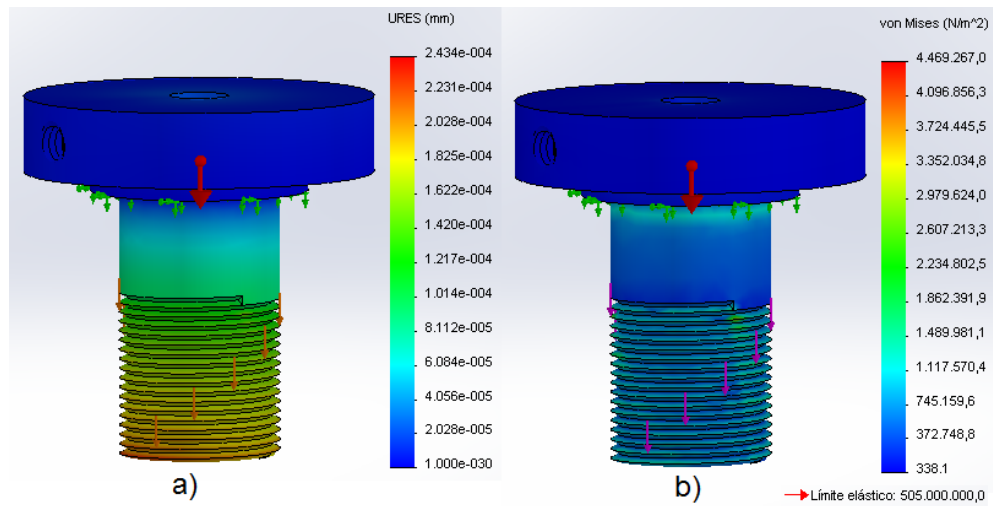 URES (mm)
2.434e-004
2.231e-004
2.028e-004
1.825e-004
1.622e-004
1.420e-004
1.217e-004
1.014e-004
8.112e-005
6.084e-005
4.056e-005
2.028e-005
1.000e-030
a)
von Mises (N/m^2)
4.469.267,0
4.096.856,3
3.724.445,5
3.352.034,8
2.979.624,0
2.607.213,3
2.234.802,5
1.862.391,9
1.489.981,1
1.117.570,4
745.159,6
372.748,8
338.1
b)
Límite elástico: 505.000.000,0